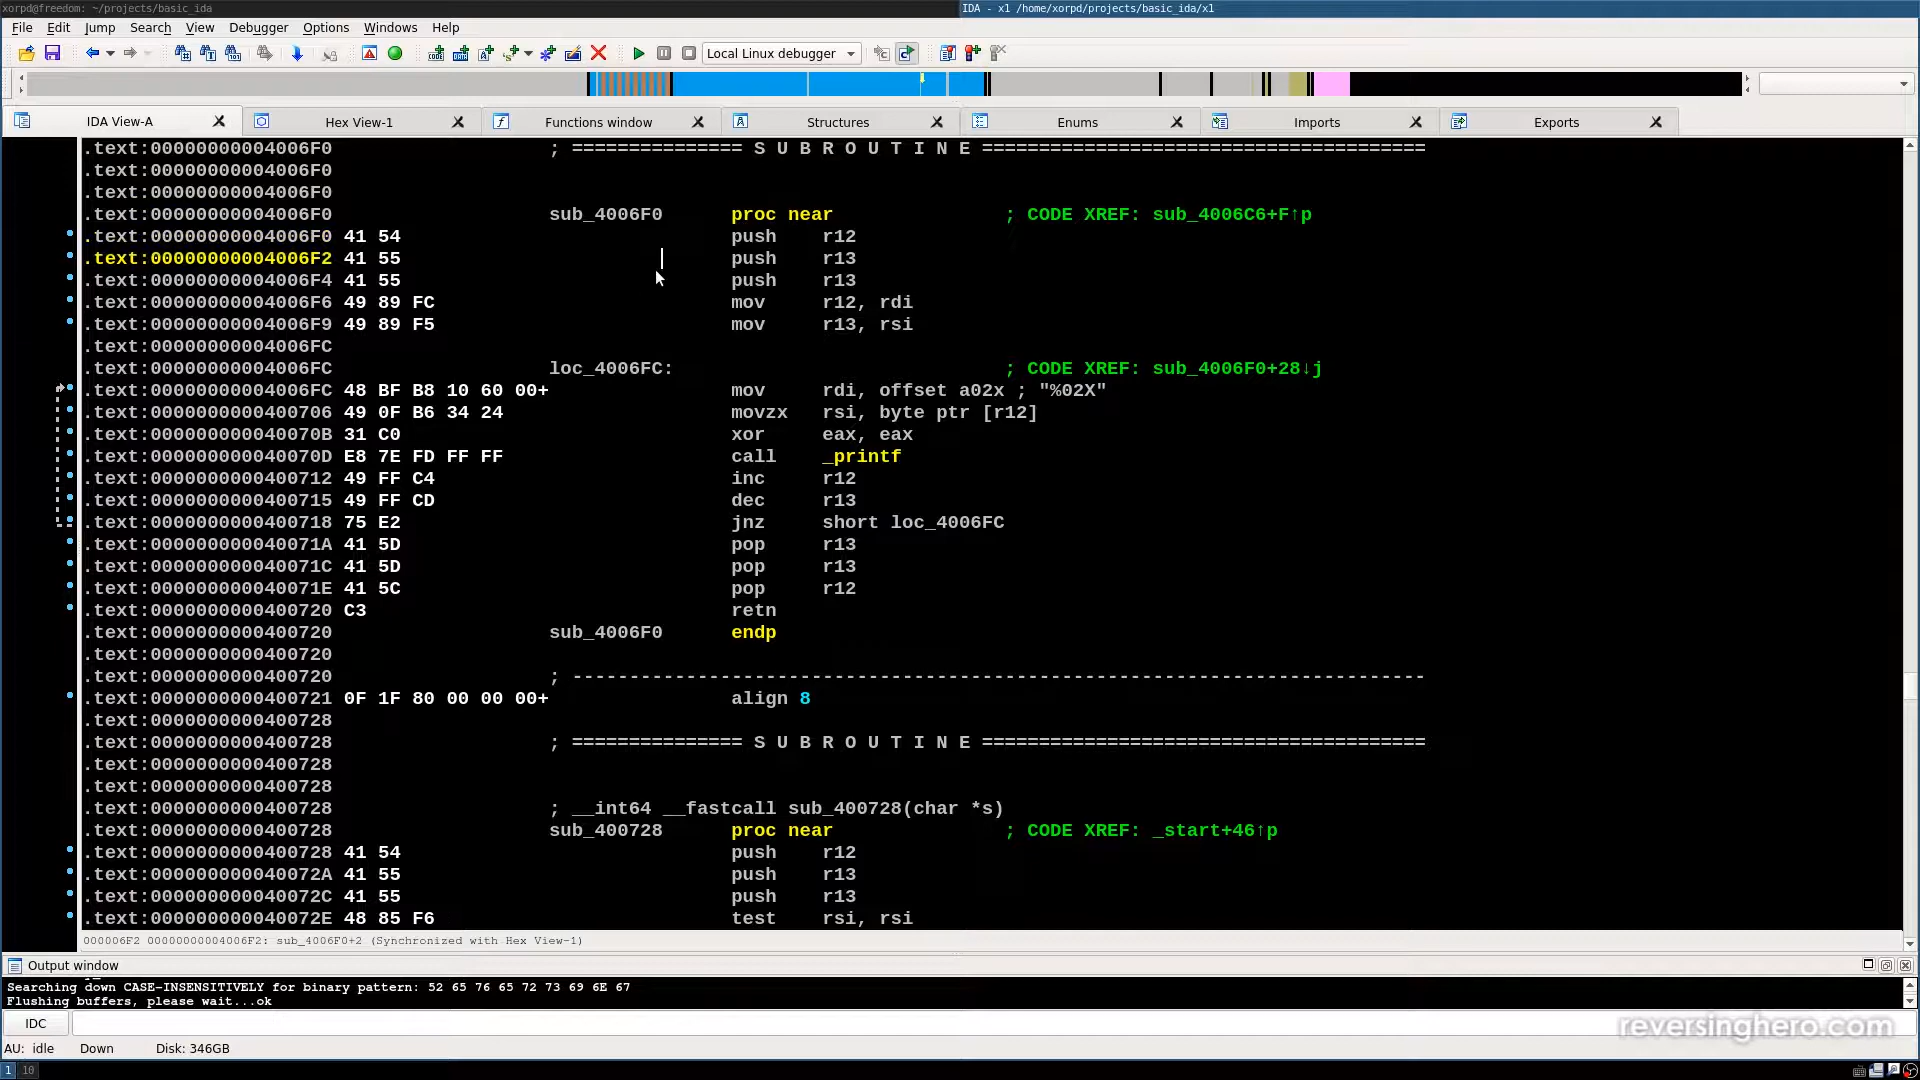 xorpd@freedom: ~/projects/basic_ida
IDA - x1 /home/xorpd/projects/basic_ida/x1
File Edit Jump Search View Debugger Options Windows Help
Local Linux debugger
IDA View-A Hex View-1 Functions window Structures Enums Imports Exports
.text:00000000004006F0 ; =============== S U B R O U T I N E =======================================
.text:00000000004006F0
.text:00000000004006F0
.text:00000000004006F0 sub_4006F0 proc near ; CODE XREF: sub_4006C6+F↑p
.text:00000000004006F0 41 54 push r12
.text:00000000004006F2 41 55 push r13
.text:00000000004006F4 41 55 push r13
.text:00000000004006F6 49 89 FC mov r12, rdi
.text:00000000004006F9 49 89 F5 mov r13, rsi
.text:00000000004006FC
.text:00000000004006FC loc_4006FC: ; CODE XREF: sub_4006F0+28↓j
.text:00000000004006FC 48 BF B8 10 60 00+ mov rdi, offset a02x ; "%02X"
.text:0000000000400706 49 0F B6 34 24 movzx rsi, byte ptr [r12]
.text:000000000040070B 31 C0 xor eax, eax
.text:000000000040070D E8 7E FD FF FF call _printf
.text:0000000000400712 49 FF C4 inc r12
.text:0000000000400715 49 FF CD dec r13
.text:0000000000400718 75 E2 jnz short loc_4006FC
.text:000000000040071A 41 5D pop r13
.text:000000000040071C 41 5D pop r13
.text:000000000040071E 41 5C pop r12
.text:0000000000400720 C3 retn
.text:0000000000400720 sub_4006F0 endp
.text:0000000000400720
.text:0000000000400720 ; ---------------------------------------------------------------------------
.text:0000000000400721 0F 1F 80 00 00 00+ align 8
.text:0000000000400728
.text:0000000000400728 ; =============== S U B R O U T I N E =======================================
.text:0000000000400728
.text:0000000000400728
.text:0000000000400728 ; __int64 __fastcall sub_400728(char *s)
.text:0000000000400728 sub_400728 proc near ; CODE XREF: _start+46↑p
.text:0000000000400728 41 54 push r12
.text:000000000040072A 41 55 push r13
.text:000000000040072C 41 55 push r13
.text:000000000040072E 48 85 F6 test rsi, rsi
000006F2 00000000004006F2: sub_4006F0+2 (Synchronized with Hex View-1)
Output window
Searching down CASE-INSENSITIVELY for binary pattern: 52 65 76 65 72 73 69 6E 67
Flushing buffers, please wait...ok
IDC
reversinghero.com
AU: idle Down Disk: 346GB
1 10